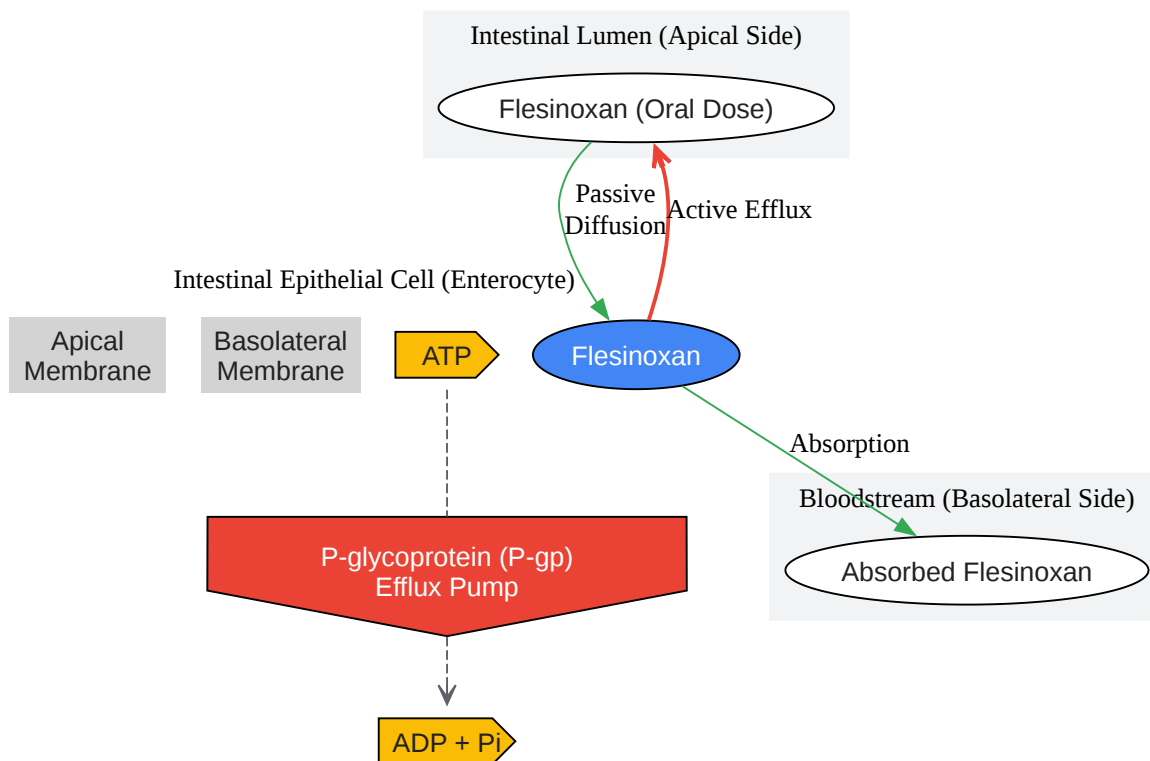 Intestinal Lumen (Apical Side)
Flesinoxan (Oral Dose)
Passive
Diffusion
Active Efflux
Intestinal Epithelial Cell (Enterocyte)
Apical
Membrane
Basolateral
Membrane
ATP
Flesinoxan
Absorption
Bloodstream (Basolateral Side)
Absorbed Flesinoxan
P-glycoprotein (P-gp)
Efflux Pump
ADP + Pi